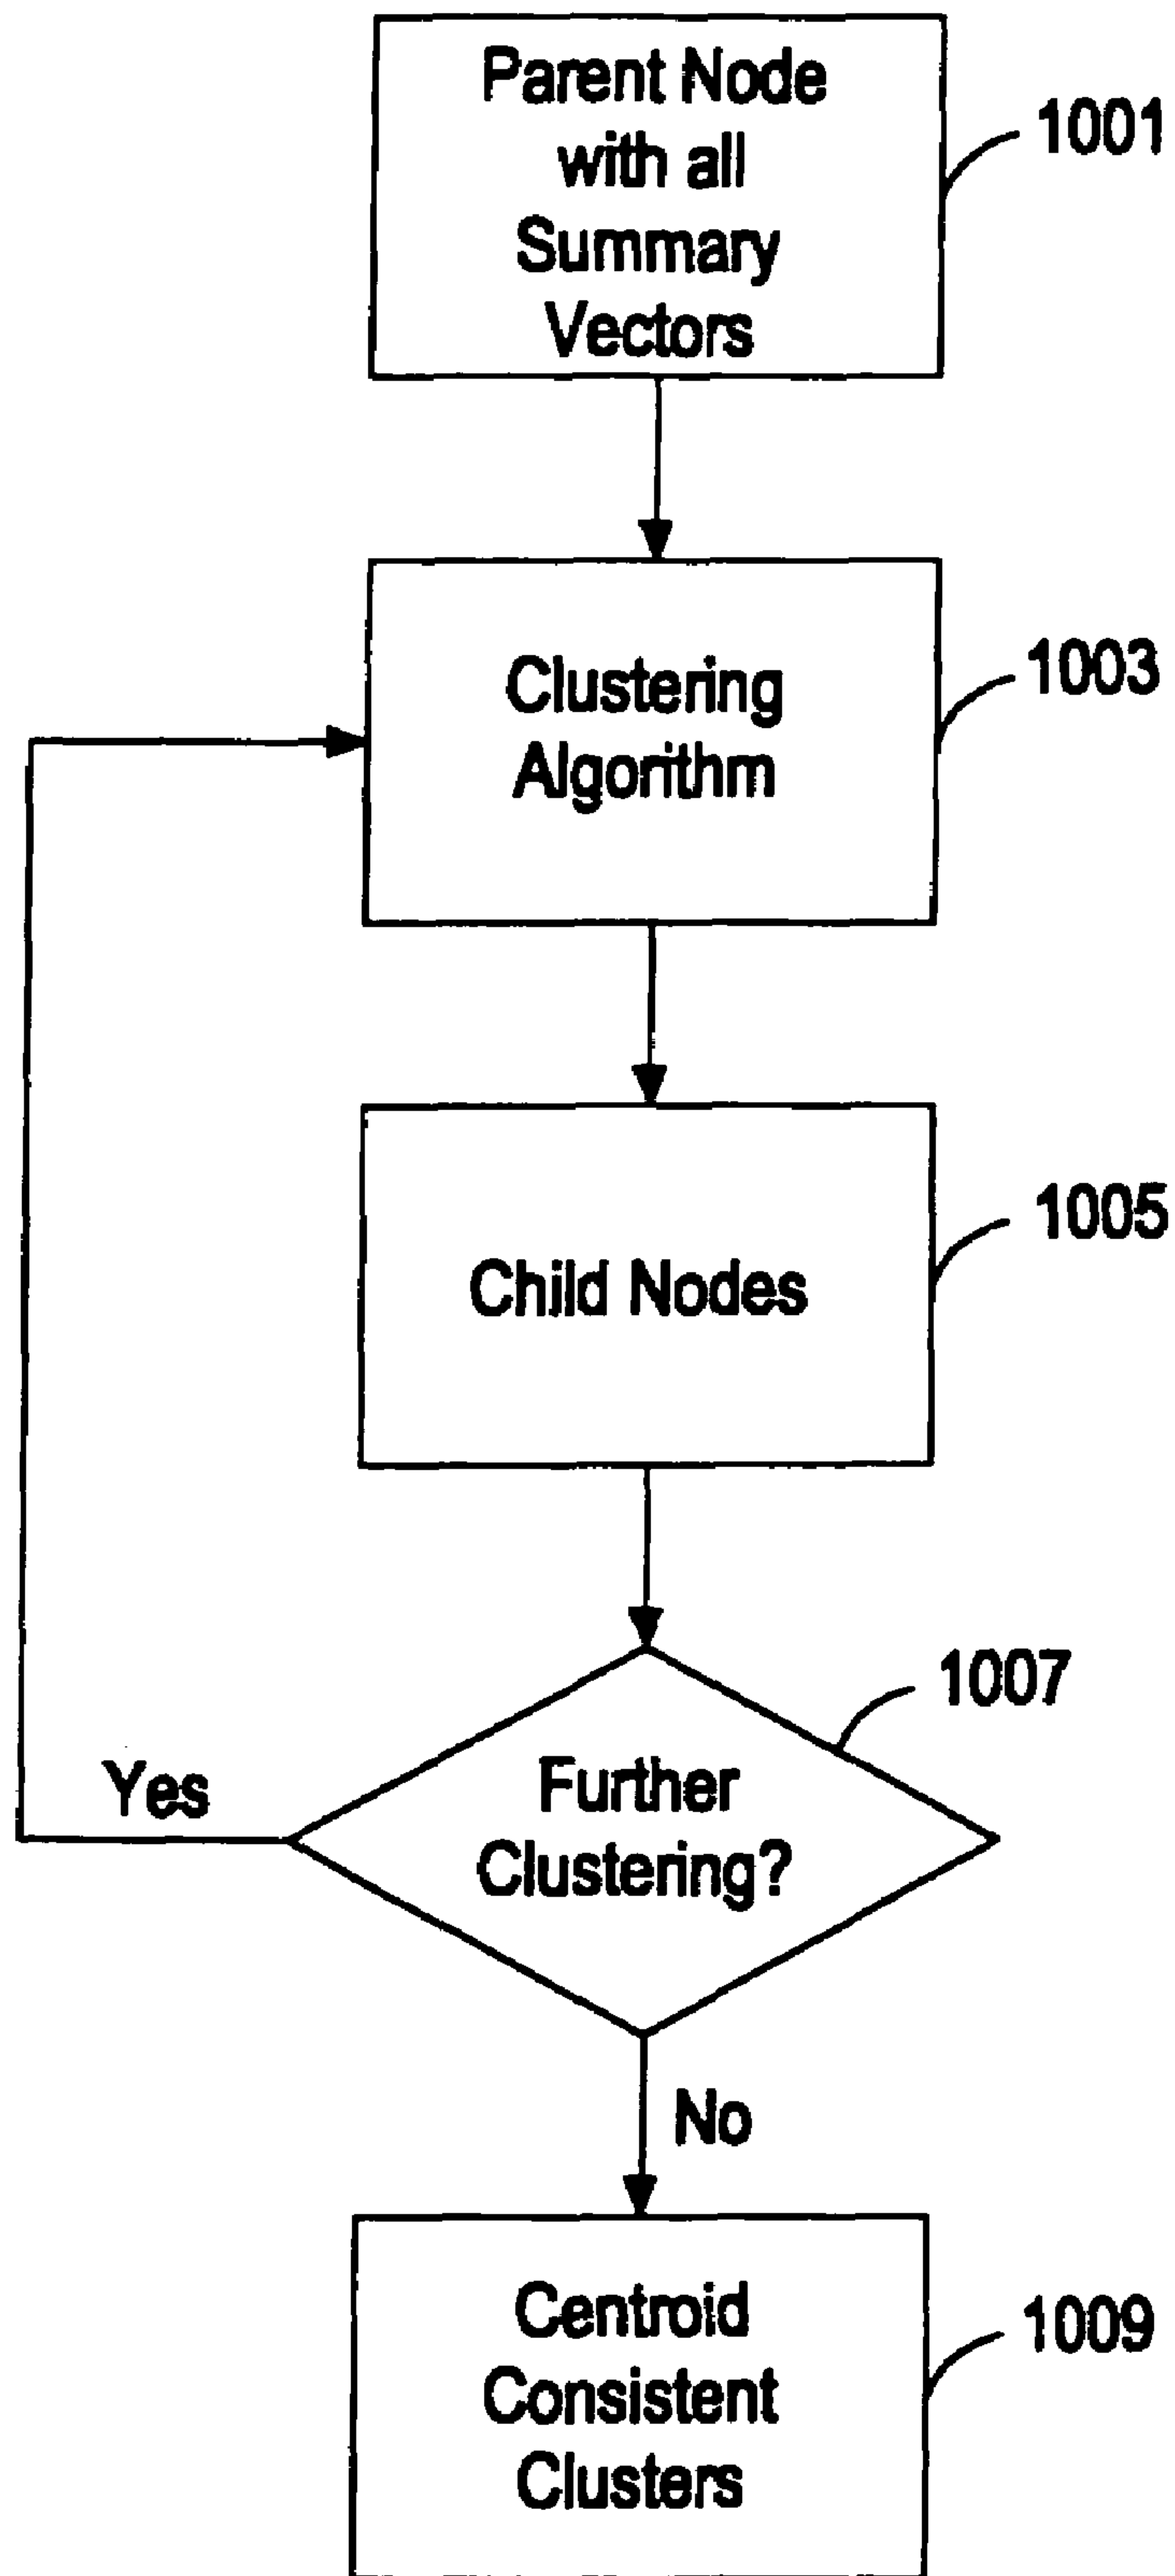 Parent Node
with all
Summary
Vectors
1001
Clustering
Algorithm
1003
Child Nodes
1005
Further
Clustering?
1007
Yes
No
Centroid
Consistent
Clusters
1009